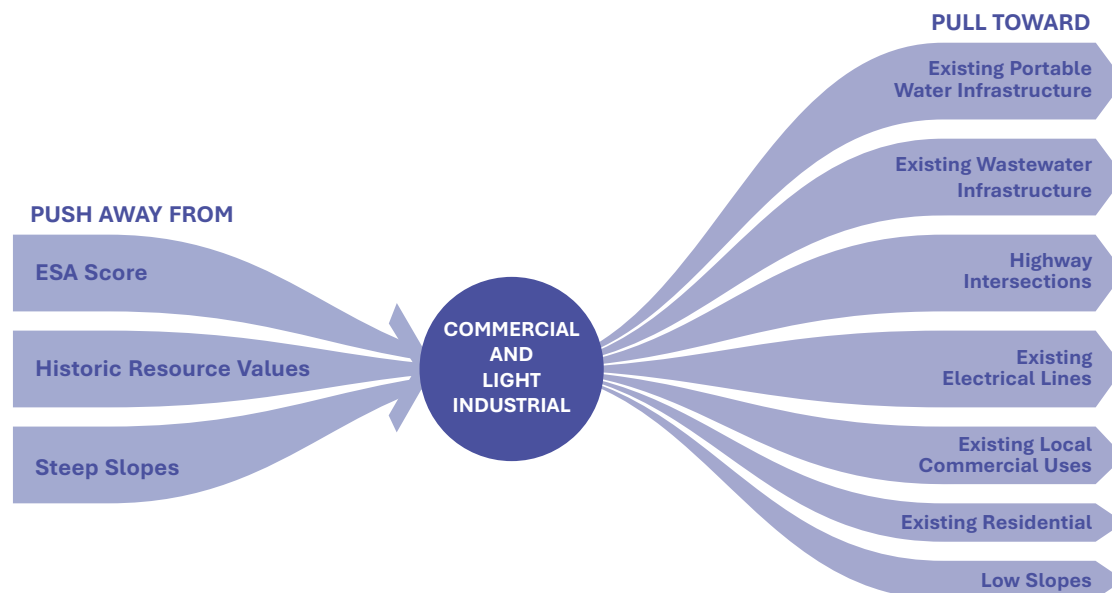 PUSH AWAY FROM
ESA Score
Historic Resource Values
Steep Slopes
COMMERCIAL
AND
LIGHT
INDUSTRIAL
PULL TOWARD
Existing Portable
Water Infrastructure
Existing Wastewater
Infrastructure
Highway
Intersections
Existing
Electrical Lines
Existing Local
Commercial Uses
Existing Residential
Low Slopes